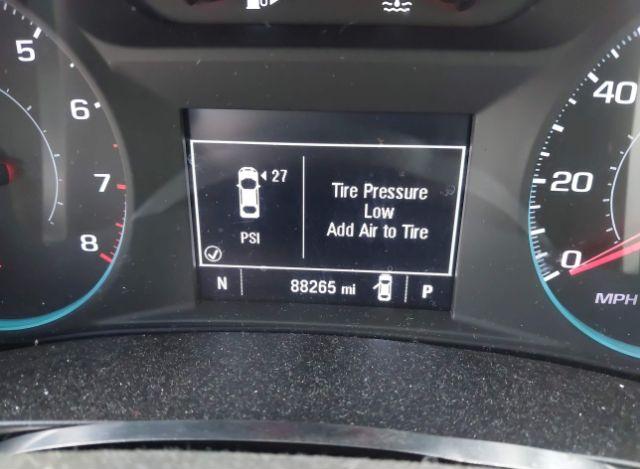 5
6
7
8
27
PSI
Tire Pressure
Low
Add Air to Tire
N
88265 mi
P
40
20
0
MPH